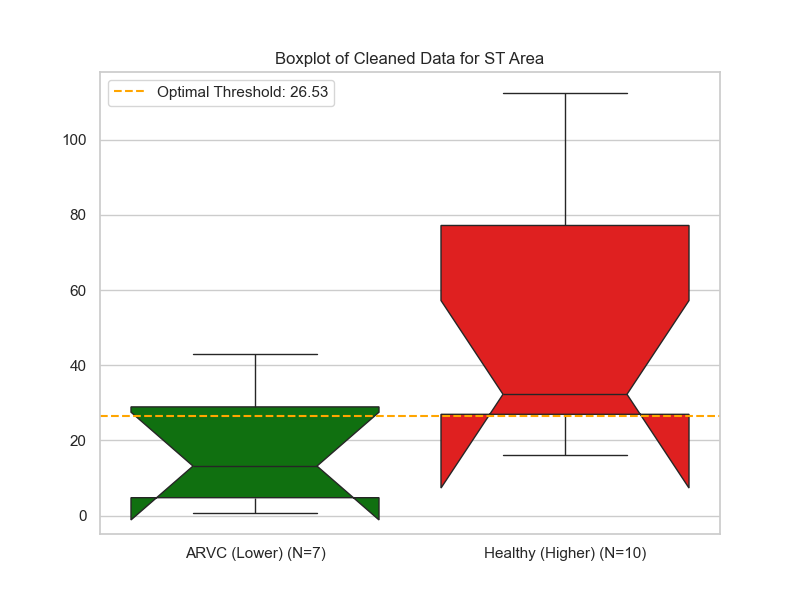 Boxplot of Cleaned Data for ST Area
Optimal Threshold: 26.53
100
80
60
40
20
0
ARVC (Lower) (N=7)
Healthy (Higher) (N=10)